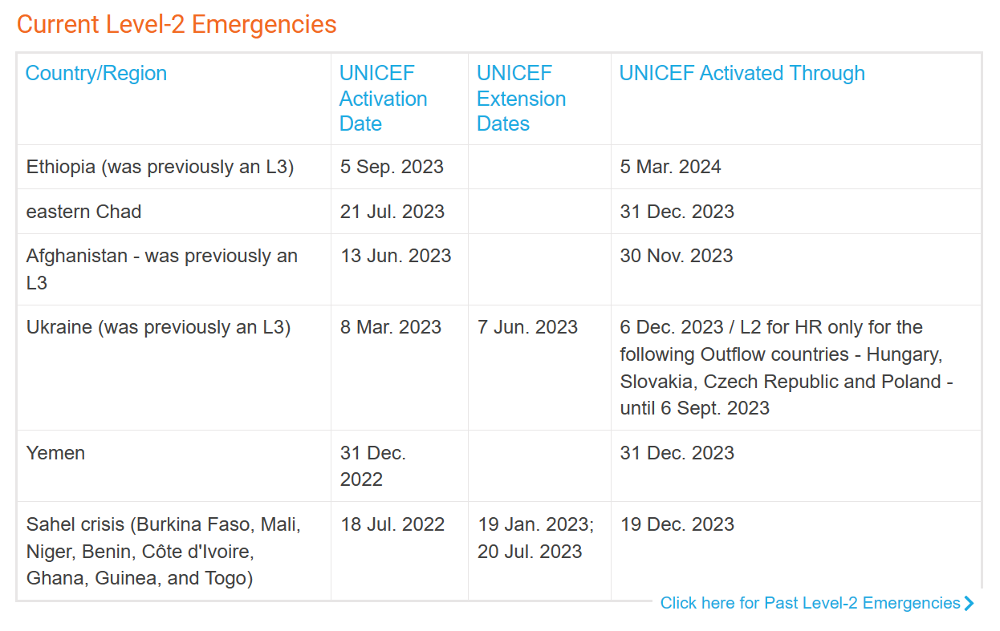 Current Level-2 Emergencies
Country/Region
UNICEF
Activation
Date
UNICEF
Extension
Dates
UNICEF Activated Through
Ethiopia (was previously an L3)
5 Sep. 2023
5 Mar. 2024
eastern Chad
21 Jul. 2023
31 Dec. 2023
Afghanistan - was previously an
L3
13 Jun. 2023
30 Nov. 2023
Ukraine (was previously an L3)
8 Mar. 2023
7 Jun. 2023
6 Dec. 2023 / L2 for HR only for the
following Outflow countries - Hungary,
Slovakia, Czech Republic and Poland -
until 6 Sept. 2023
Yemen
31 Dec.
2022
31 Dec. 2023
Sahel crisis (Burkina Faso, Mali,
Niger, Benin, Côte d'Ivoire,
Ghana, Guinea, and Togo)
18 Jul. 2022
19 Jan. 2023;
20 Jul. 2023
19 Dec. 2023
Click here for Past Level-2 Emergencies